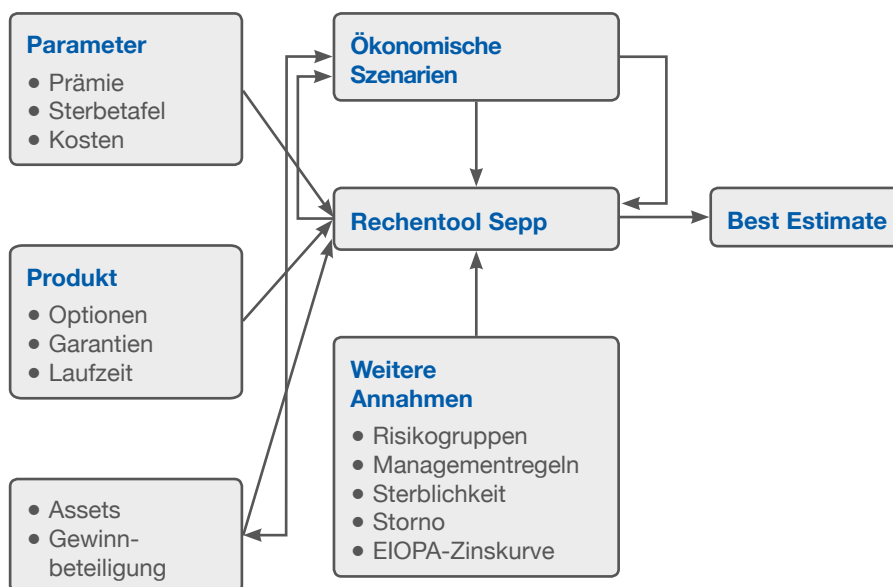 Parameter
• Prämie
• Sterbetafel
• Kosten
Ökonomische
Szenarien
Rechentool Sepp
Best Estimate
Produkt
• Optionen
• Garantien
• Laufzeit
Weitere
Annahmen
• Risikogruppen
• Managementregeln
• Sterblichkeit
• Storno
• EIOPA-Zinskurve
• Assets
• Gewinn-
beteiligung